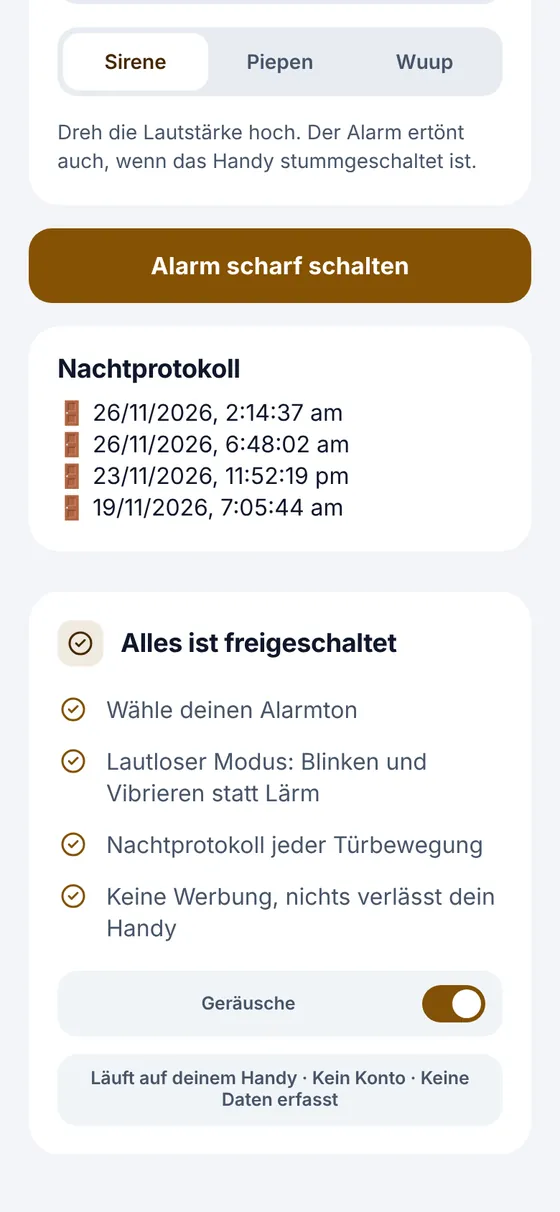 Sirene Piepen Wuup
Dreh die Lautstärke hoch. Der Alarm ertönt
auch, wenn das Handy stummgeschaltet ist.
Alarm scharf schalten
Nachtprotokoll
🚪 26/11/2026, 2:14:37 am
🚪 26/11/2026, 6:48:02 am
🚪 23/11/2026, 11:52:19 pm
🚪 19/11/2026, 7:05:44 am
Alles ist freigeschaltet
Wähle deinen Alarmton
Lautloser Modus: Blinken und
Vibrieren statt Lärm
Nachtprotokoll jeder Türbewegung
Keine Werbung, nichts verlässt dein
Handy
Geräusche
Läuft auf deinem Handy · Kein Konto · Keine
Daten erfasst